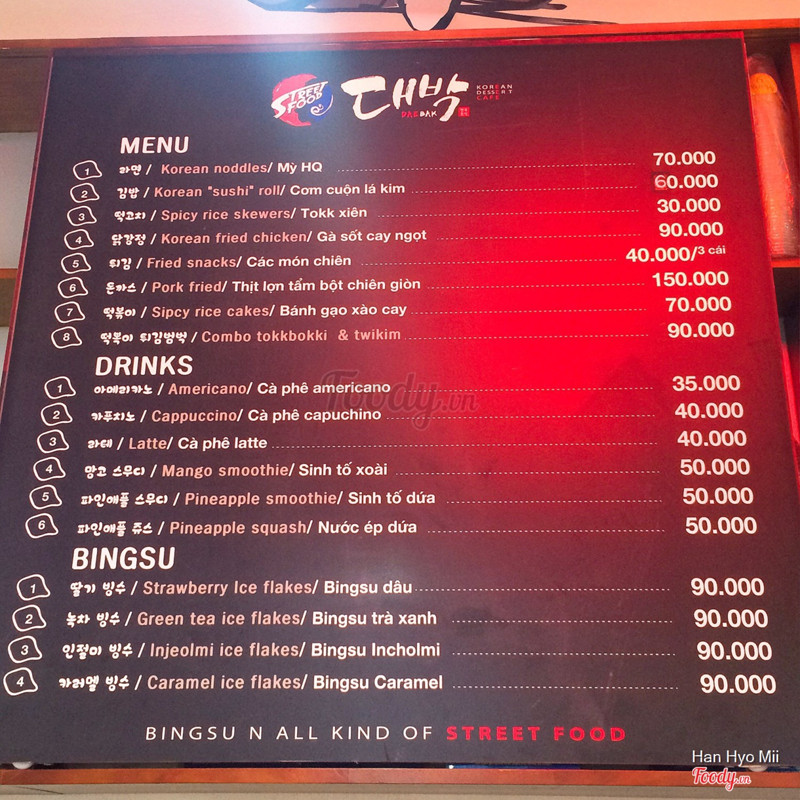 STREET FOOD
대박
DAEBAK
KOREAN
DESSERT
CAFE
MENU
1 라면 / Korean noddles/ Mỳ HQ 70.000
2 김밥 / Korean "sushi" roll/ Cơm cuộn lá kim 60.000
3 떡꼬치 / Spicy rice skewers/ Tokk xiên 30.000
4 닭강정 / Korean fried chicken/ Gà sốt cay ngọt 90.000
5 튀김 / Fried snacks/ Các món chiên 40.000/3 cái
6 돈까스 / Pork fried/ Thịt lợn tẩm bột chiên giòn 150.000
7 떡볶이 / Sipcy rice cakes/ Bánh gạo xào cay 70.000
8 떡볶이 튀김범벅 / Combo tokkbokki & twikim 90.000
DRINKS
1 아메리카노 / Americano/ Cà phê americano 35.000
2 카푸치노 / Cappuccino/ Cà phê capuchino 40.000
3 라테 / Latte/ Cà phê latte 40.000
4 망고 스무디 / Mango smoothie/ Sinh tố xoài 50.000
5 파인애플 스무디 / Pineapple smoothie/ Sinh tố dứa 50.000
6 파인애플 쥬스 / Pineapple squash/ Nước ép dứa 50.000
BINGSU
1 딸기 빙수 / Strawberry Ice flakes/ Bingsu dâu 90.000
2 녹차 빙수 / Green tea ice flakes/ Bingsu trà xanh 90.000
3 인절미 빙수 / Injeolmi ice flakes/ Bingsu Incholmi 90.000
4 카러멜 빙수 / Caramel ice flakes/ Bingsu Caramel 90.000
BINGSU N ALL KIND OF STREET FOOD
Foody.vn
Han Hyo Mii
Foody.vn